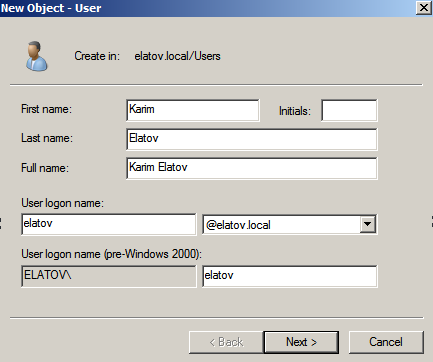 New Object - User
Create in: elatov.local/Users
First name: Karim Initials:
Last name: Elatov
Full name: Karim Elatov
User logon name:
elatov @elatov.local
User logon name (pre-Windows 2000):
ELATOV\ elatov
< Back Next > Cancel